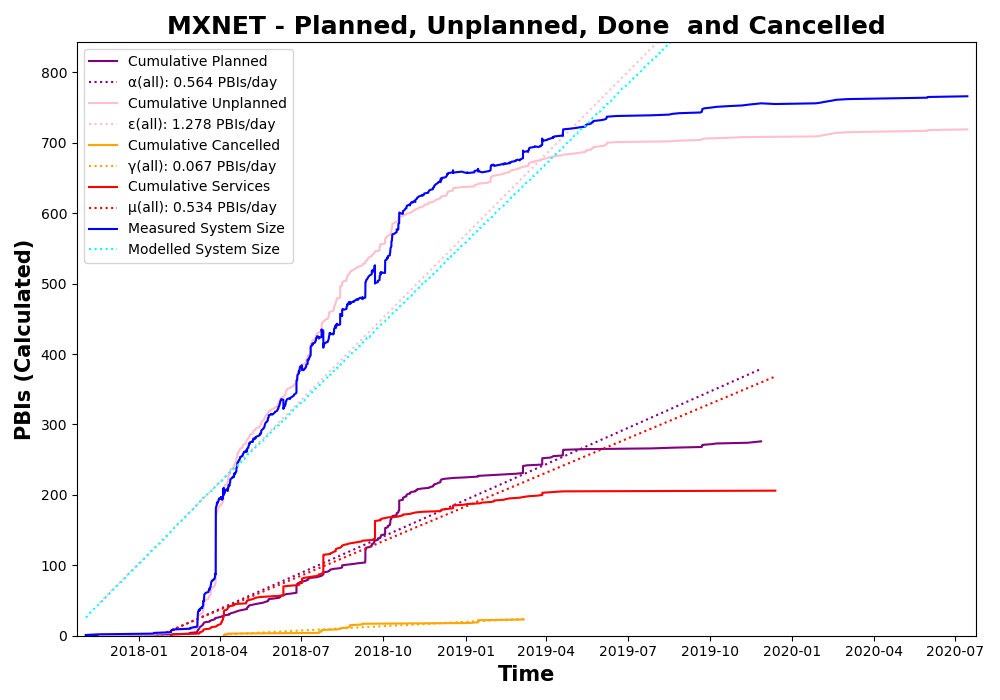 MXNET - Planned, Unplanned, Done  and Cancelled
Cumulative Planned
α(all): 0.564 PBIs/day
Cumulative Unplanned
ε(all): 1.278 PBIs/day
Cumulative Cancelled
γ(all): 0.067 PBIs/day
Cumulative Services
μ(all): 0.534 PBIs/day
Measured System Size
Modelled System Size
PBIs (Calculated)
800
700
600
500
400
300
200
100
0
2018-01 2018-04 2018-07 2018-10 2019-01 2019-04 2019-07 2019-10 2020-01 2020-04 2020-07
Time